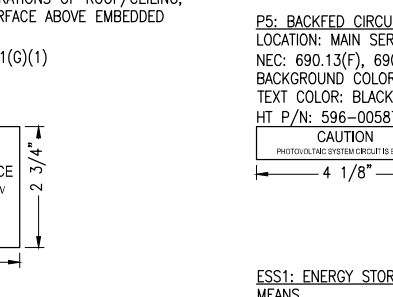 RATIONS OF ROOF/CEILING,
RFACE ABOVE EMBEDDED
1(G)(1)
CE
V
2 3/4"
P5: BACKFED CIRCU
LOCATION: MAIN SER
NEC: 690.13(F), 690
BACKGROUND COLOR
TEXT COLOR: BLACK
HT P/N: 596-0058
CAUTION
PHOTOVOLTAIC SYSTEM CIRCUIT IS B
4 1/8"
ESS1: ENERGY STOR
MEANS